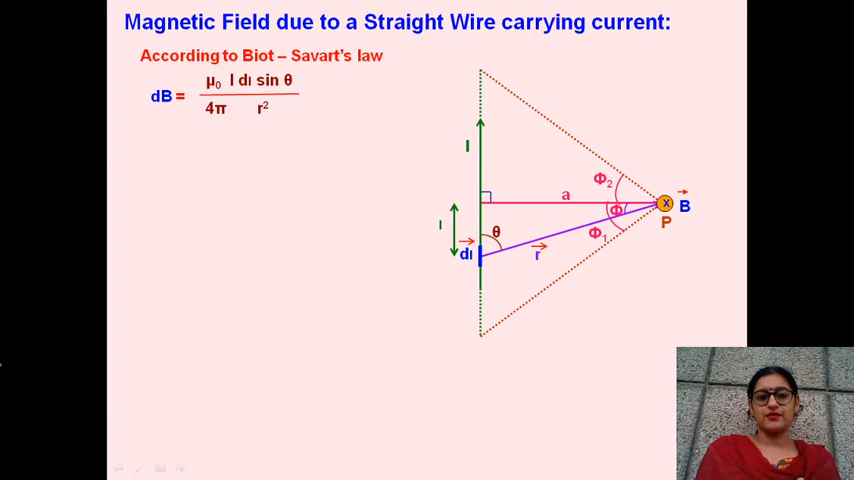 Magnetic Field due to a Straight Wire carrying current:
According to Biot – Savart’s law
dB = μ₀ I dl sin θ
4π r²
I
Φ₂
a
x B
Φ
P
l
θ
Φ₁
dl
r